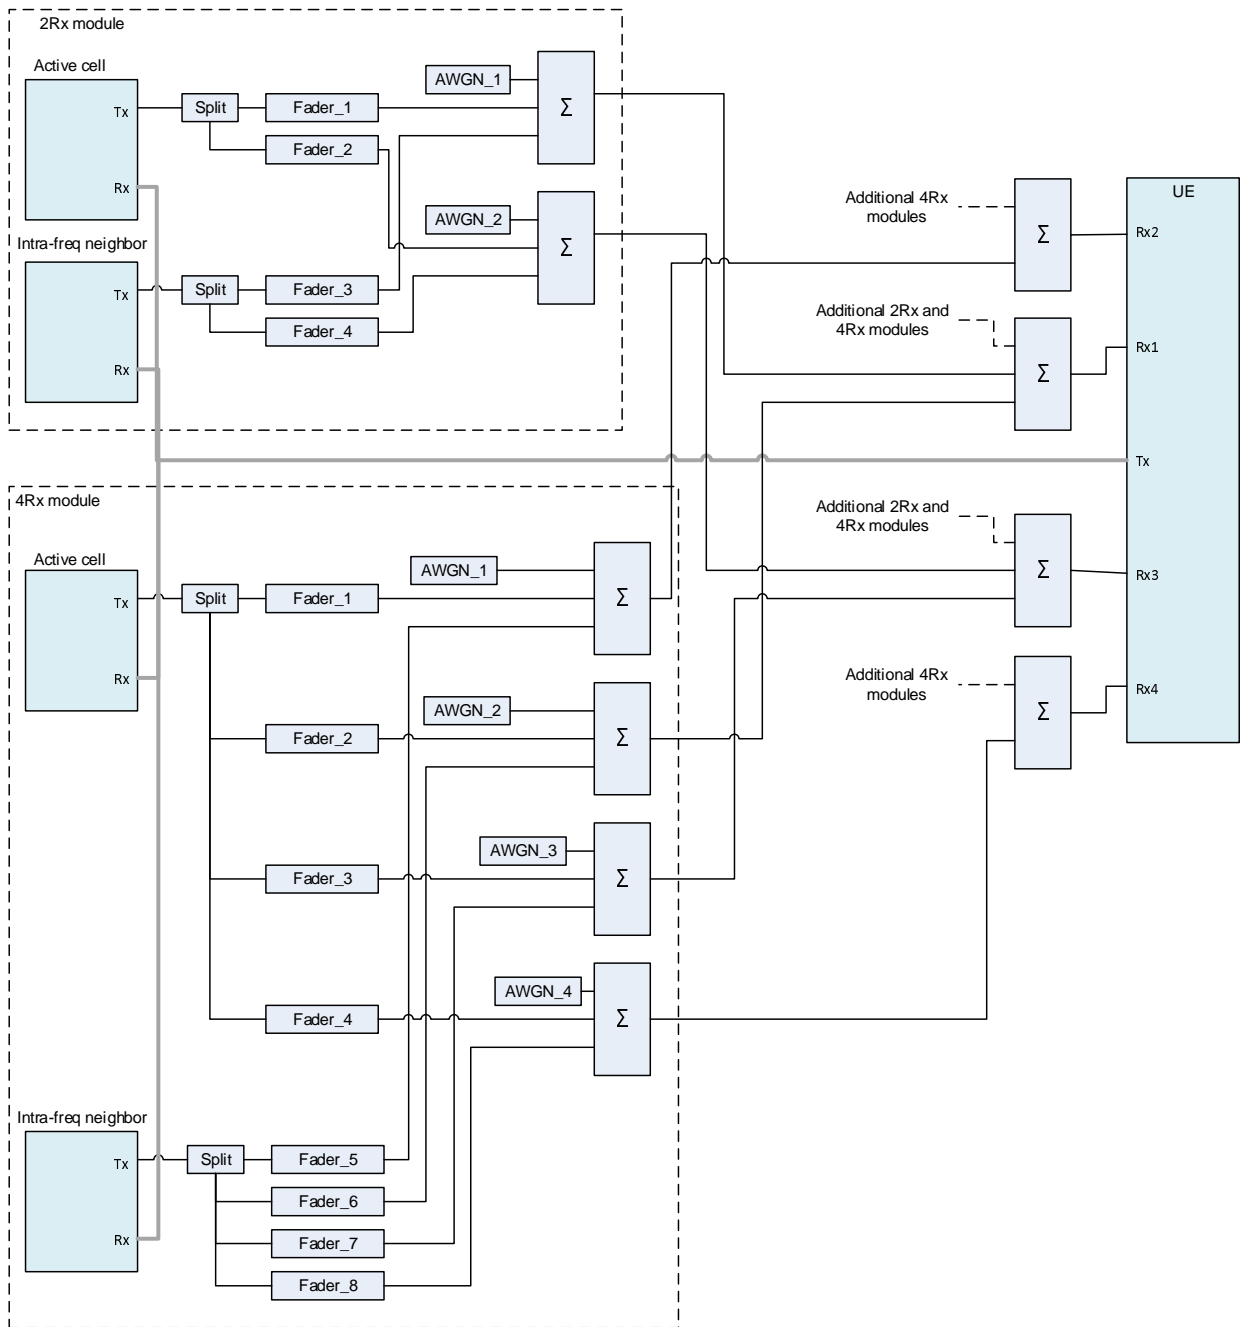 2Rx module
Active cell
Tx
Rx
Split
Fader_1
Fader_2
AWGN_1
Σ
Intra-freq neighbor
Tx
Rx
Split
Fader_3
Fader_4
AWGN_2
Σ
4Rx module
Active cell
Tx
Rx
Split
Fader_1
AWGN_1
Σ
Fader_2
AWGN_2
Σ
Fader_3
AWGN_3
Σ
Fader_4
AWGN_4
Σ
Intra-freq neighbor
Tx
Rx
Split
Fader_5
Fader_6
Fader_7
Fader_8
Additional 4Rx
modules
Σ
Additional 2Rx and
4Rx modules
Σ
Additional 2Rx and
4Rx modules
Σ
Additional 4Rx
modules
Σ
UE
Rx2
Rx1
Tx
Rx3
Rx4